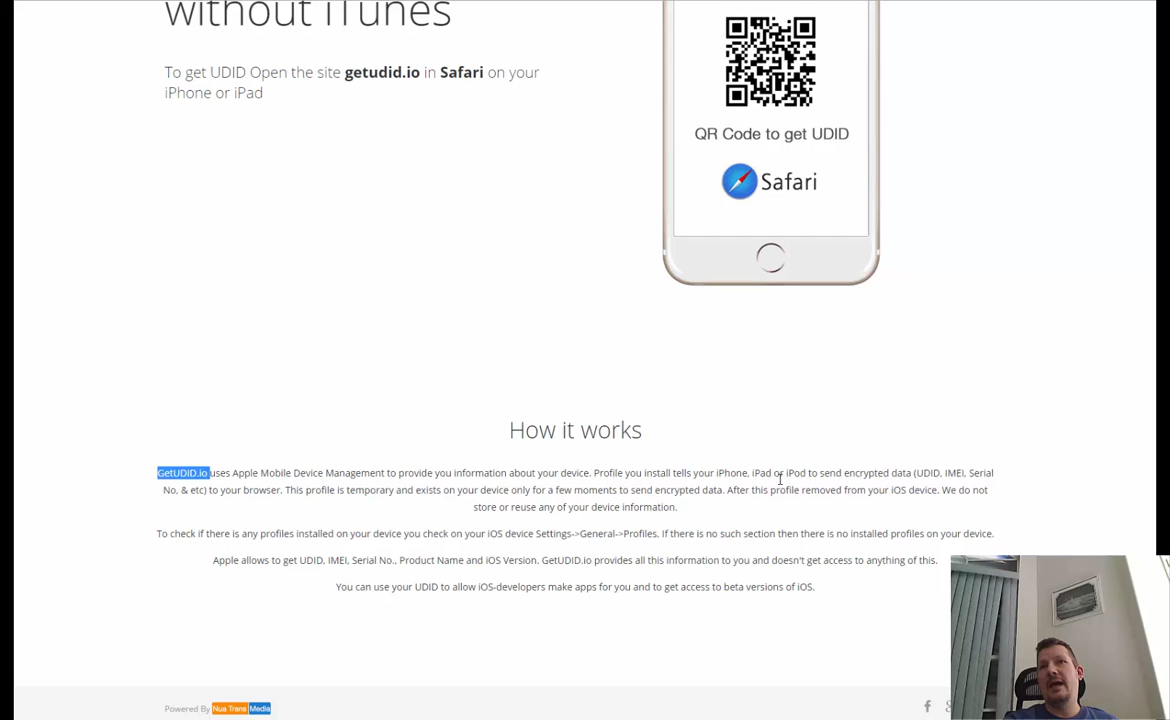 without iTunes
To get UDID Open the site getudid.io in Safari on your
iPhone or iPad
QR Code to get UDID
Safari
How it works
GetUDID.io uses Apple Mobile Device Management to provide you information about your device. Profile you install tells your iPhone, iPad or iPod to send encrypted data (UDID, IMEI, Serial
No, & etc) to your browser. This profile is temporary and exists on your device only for a few moments to send encrypted data. After this profile removed from your iOS device. We do not
store or reuse any of your device information.
To check if there is any profiles installed on your device you check on your iOS device Settings->General->Profiles. If there is no such section then there is no installed profiles on your device.
Apple allows to get UDID, IMEI, Serial No., Product Name and iOS Version. GetUDID.io provides all this information to you and doesn't get access to anything of this.
You can use your UDID to allow iOS-developers make apps for you and to get access to beta versions of iOS.
Powered By Nua Trans Media